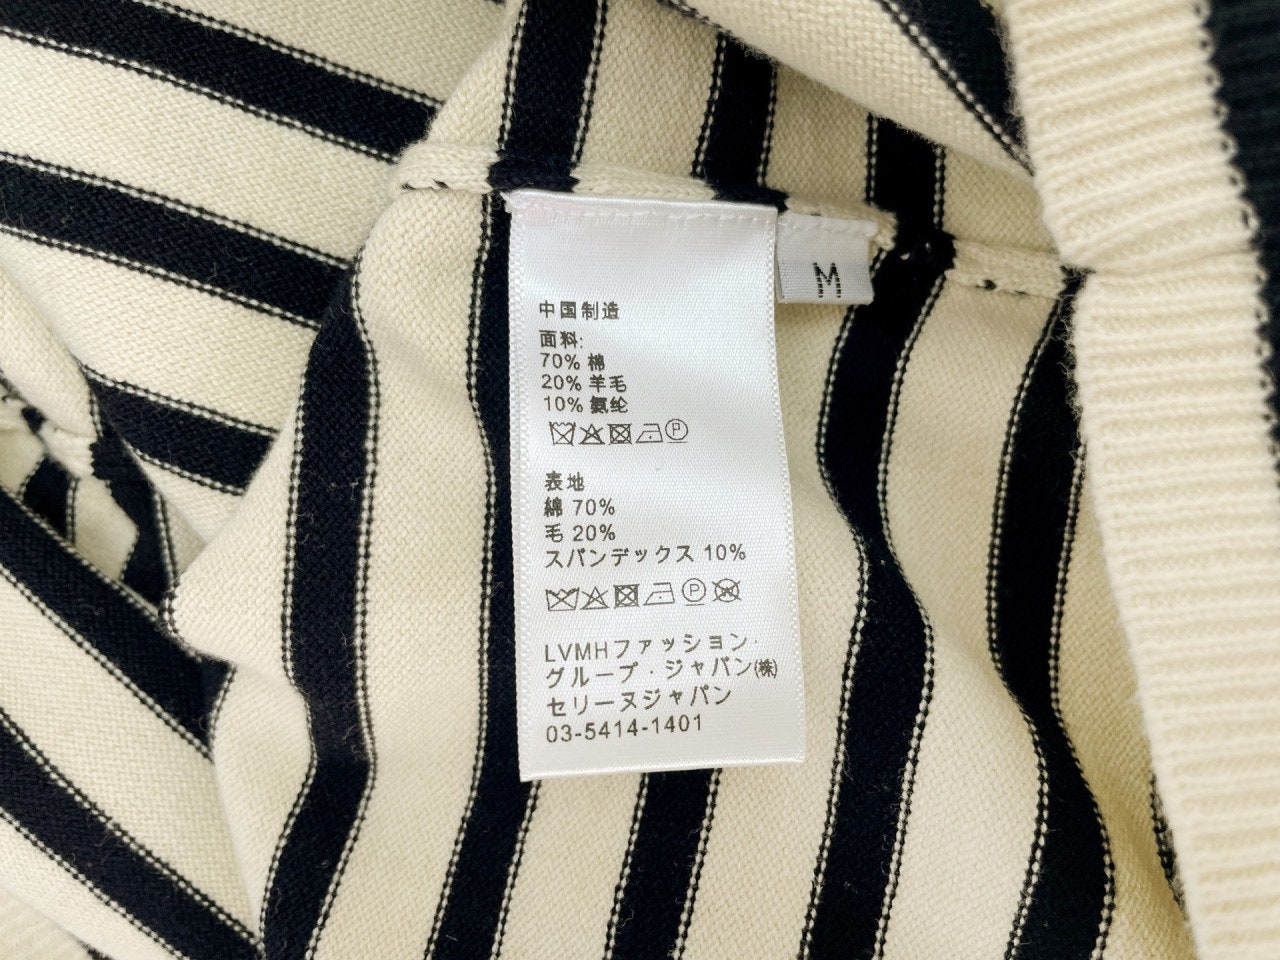 M
中国制造
面料:
70% 棉
20% 羊毛
10% 氨纶
P
表地
綿 70%
毛 20%
スパンデックス 10%
P W
LVMHファッション・
グループ・ジャパン㈱
セリーヌジャパン
03-5414-1401